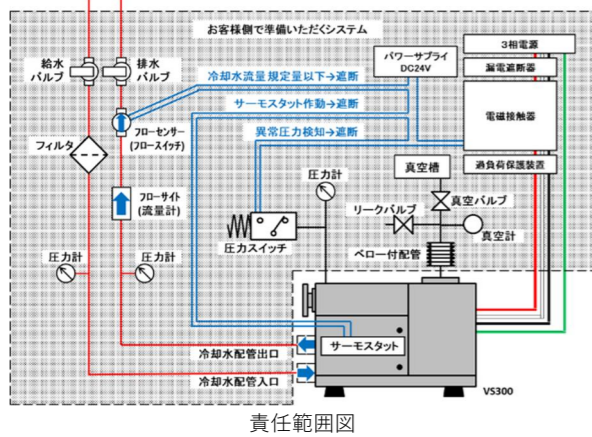 お客様側で準備いただくシステム
給水
バルブ
排水
バルブ
冷却水流量規定量以下→遮断
サーモスタット作動→遮断
異常圧力検知→遮断
パワーサプライ
DC24V
3相電源
漏電遮断器
電磁接触器
過負荷保護装置
フローセンサー
(フロースイッチ)
フィルタ
フローサイト
(流量計)
圧力計
圧力計
圧力計
圧力スイッチ
真空槽
真空バルブ
リークバルブ
真空計
ベロー付配管
サーモスタット
冷却水配管出口
冷却水配管入口
VS300
責任範囲図